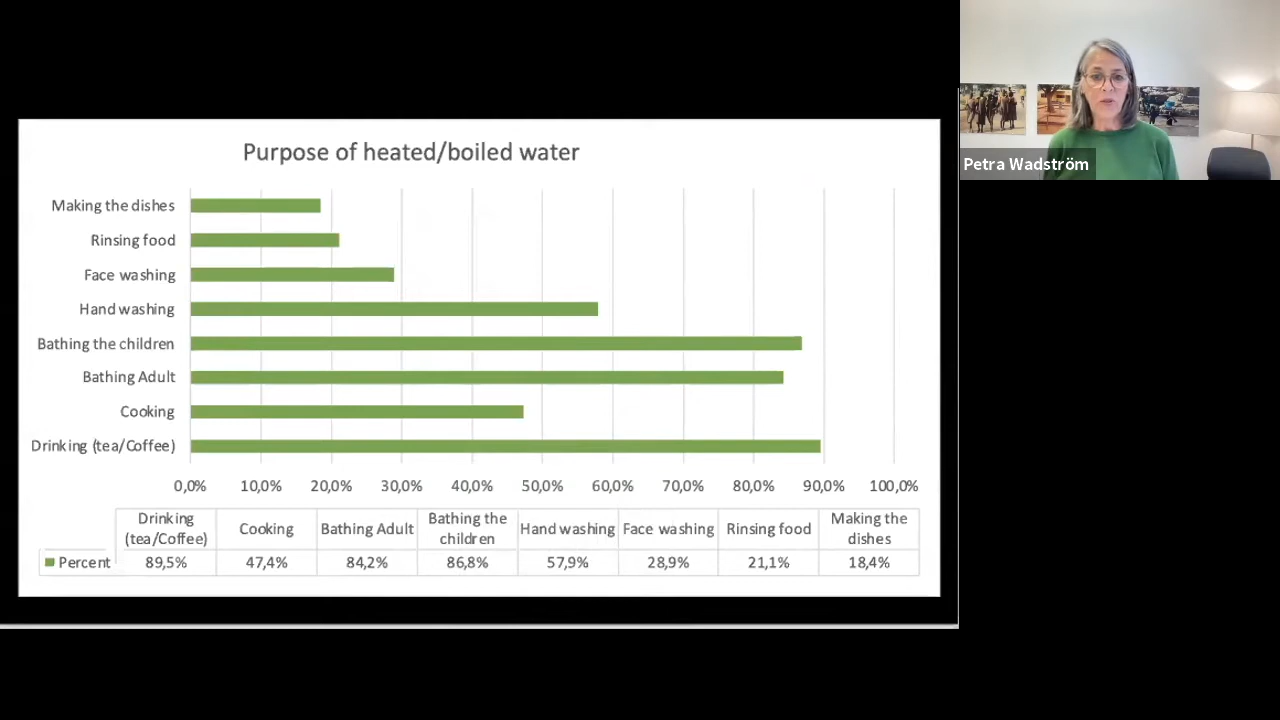 Purpose of heated/boiled water
Making the dishes
Rinsing food
Face washing
Hand washing
Bathing the children
Bathing Adult
Cooking
Drinking (tea/Coffee)
0,0% 10,0% 20,0% 30,0% 40,0% 50,0% 60,0% 70,0% 80,0% 90,0% 100,0%
Drinking (tea/Coffee) Cooking Bathing Adult Bathing the children Hand washing Face washing Rinsing food Making the dishes
Percent 89,5% 47,4% 84,2% 86,8% 57,9% 28,9% 21,1% 18,4%
Petra Wadström